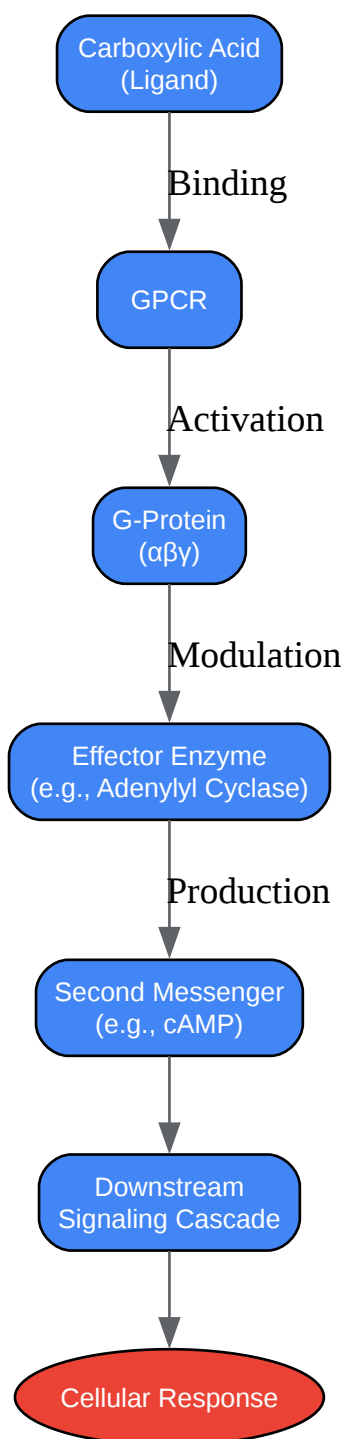 Carboxylic Acid
(Ligand)
Binding
GPCR
Activation
G-Protein
(αβγ)
Modulation
Effector Enzyme
(e.g., Adenylyl Cyclase)
Production
Second Messenger
(e.g., cAMP)
Downstream
Signaling Cascade
Cellular Response